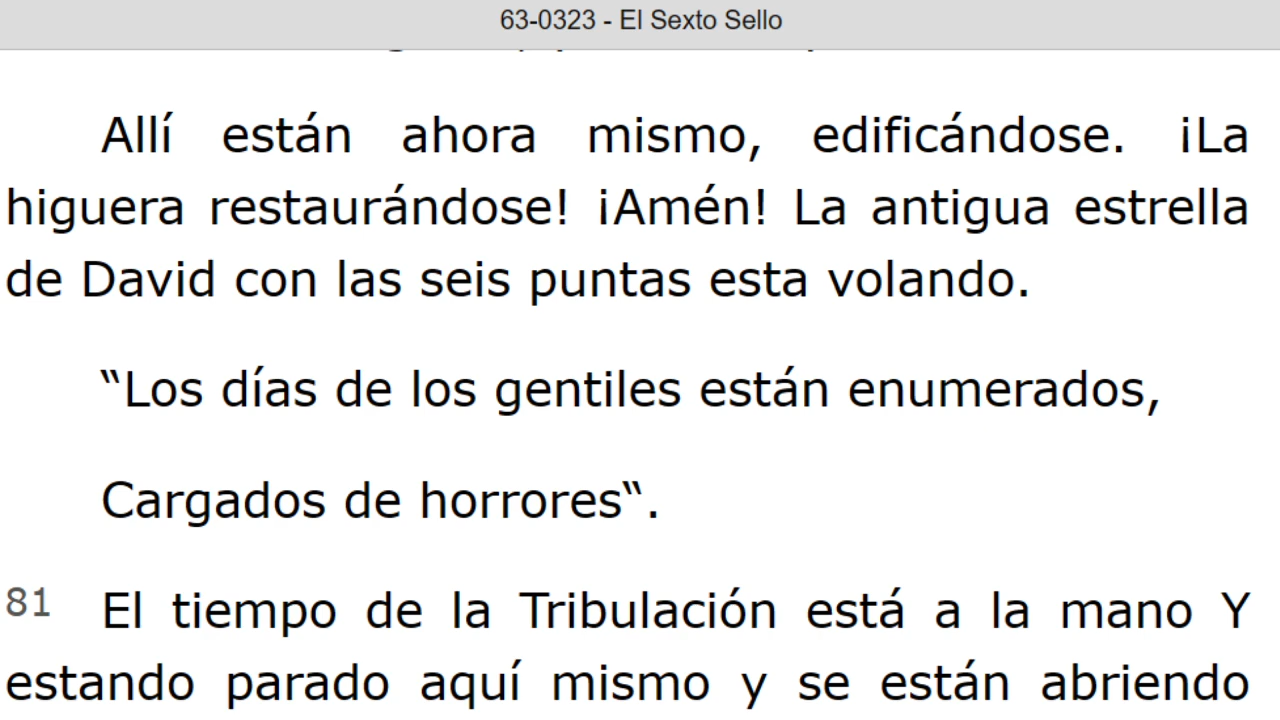 63-0323 - El Sexto Sello
Allí están ahora mismo, edificándose. ¡La
higuera restaurándose! ¡Amén! La antigua estrella
de David con las seis puntas esta volando.
“Los días de los gentiles están enumerados,
Cargados de horrores“.
81 El tiempo de la Tribulación está a la mano Y
estando parado aquí mismo y se están abriendo